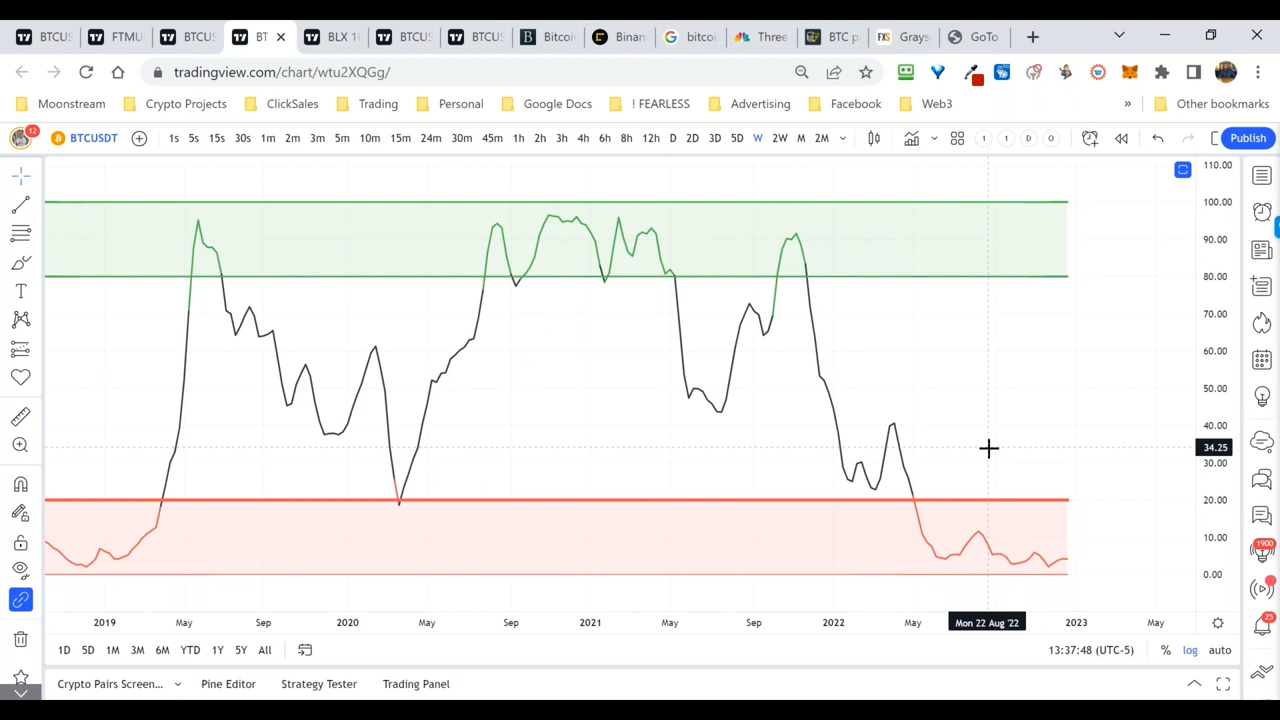 BTCUS FTMU BTCUS BT BLX 1( BTCUS BTCUS Bitcoi Binan bitcoi Three BTC p Grays GoTo
tradingview.com/chart/wtu2XQGg/
Moonstream Crypto Projects ClickSales Trading Personal Google Docs ! FEARLESS Advertising Facebook Web3 » Other bookmarks
12 BTCUSDT 1s 5s 15s 30s 1m 2m 3m 5m 10m 15m 24m 30m 45m 1h 2h 3h 4h 6h 8h 12h D 2D 3D 5D W 2W M 2M 1 1 D O Publish
110.00
100.00
90.00
80.00
70.00
60.00
50.00
40.00
34.25
30.00
20.00
10.00
0.00
1900
25
2019 May Sep 2020 May Sep 2021 May Sep 2022 May Mon 22 Aug '22 2023 May
1D 5D 1M 3M 6M YTD 1Y 5Y All 13:37:48 (UTC-5) % log auto
Crypto Pairs Screen... Pine Editor Strategy Tester Trading Panel